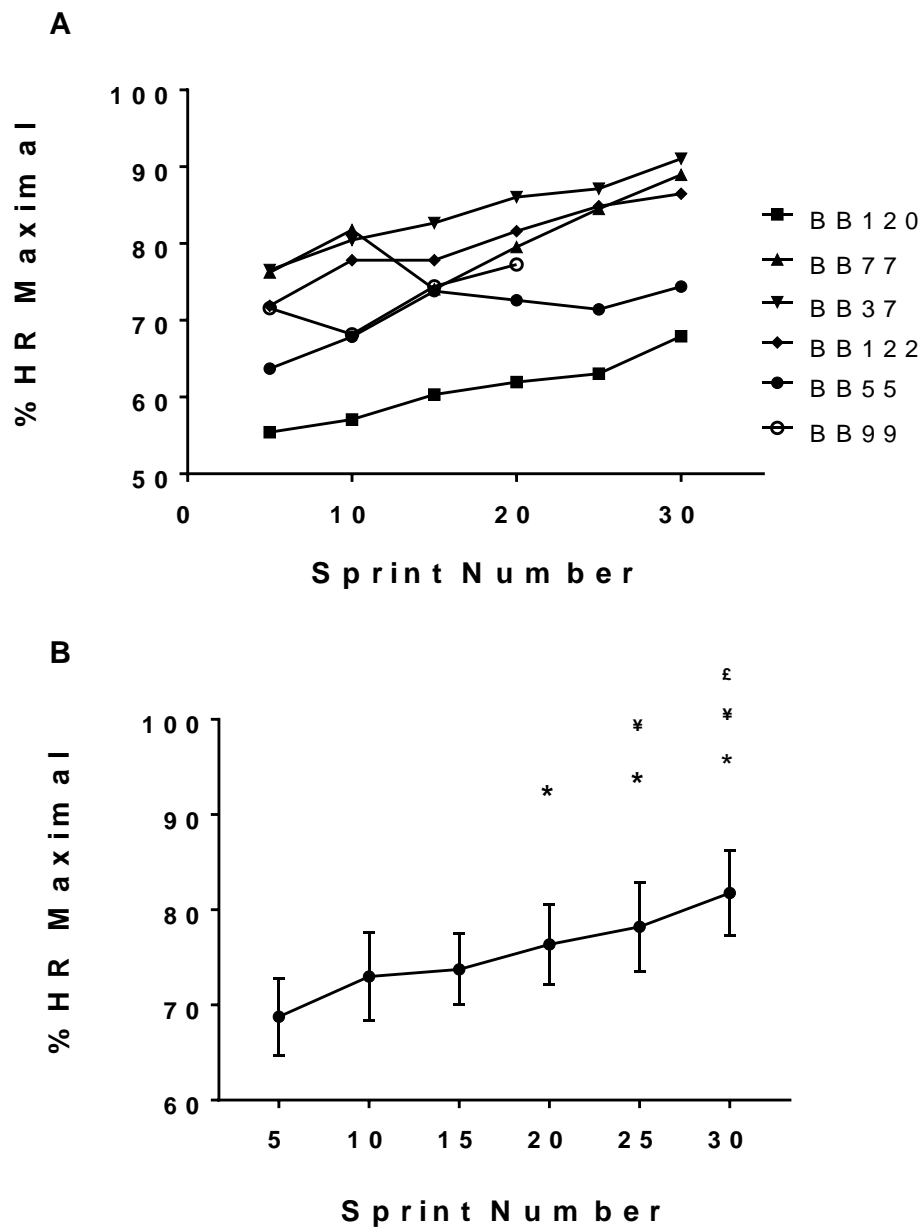 A
% HR Maximal
100
90
80
70
60
50
0 10 20 30
Sprint Number
BB120
BB77
BB37
BB122
BB55
BB99
B
% HR Maximal
£
¥ ¥
* * *
100
90
80
70
60
5 10 15 20 25 30
Sprint Number